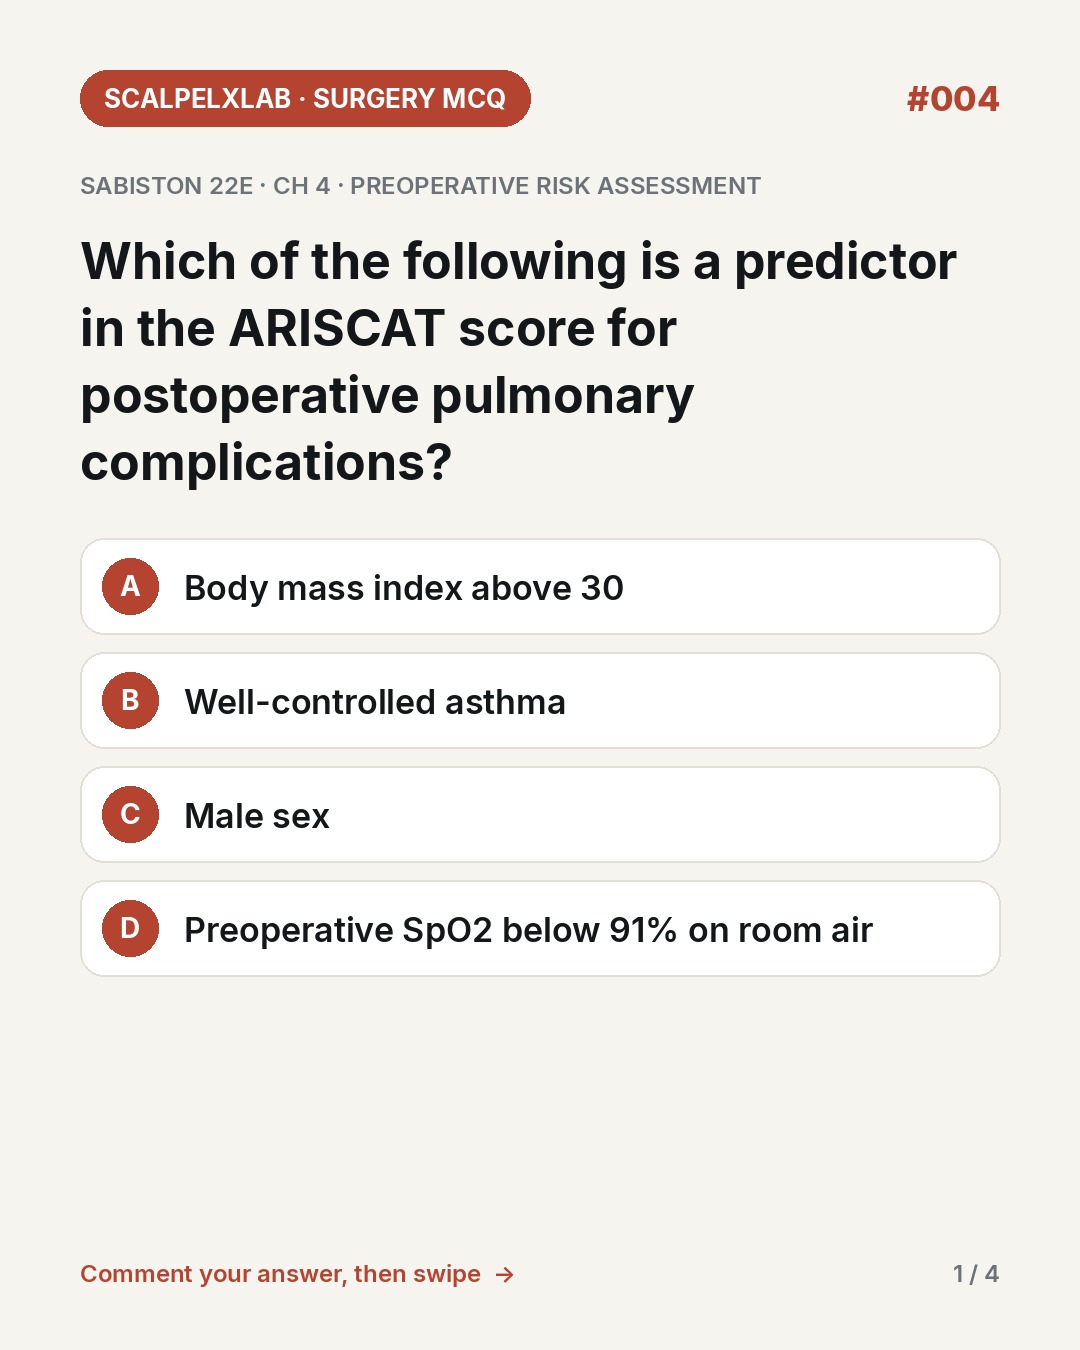 SCALPELXLAB · SURGERY MCQ
#004
SABISTON 22E · CH 4 · PREOPERATIVE RISK ASSESSMENT
Which of the following is a predictor
in the ARISCAT score for
postoperative pulmonary
complications?
A Body mass index above 30
B Well-controlled asthma
C Male sex
D Preoperative SpO2 below 91% on room air
Comment your answer, then swipe →
1 / 4